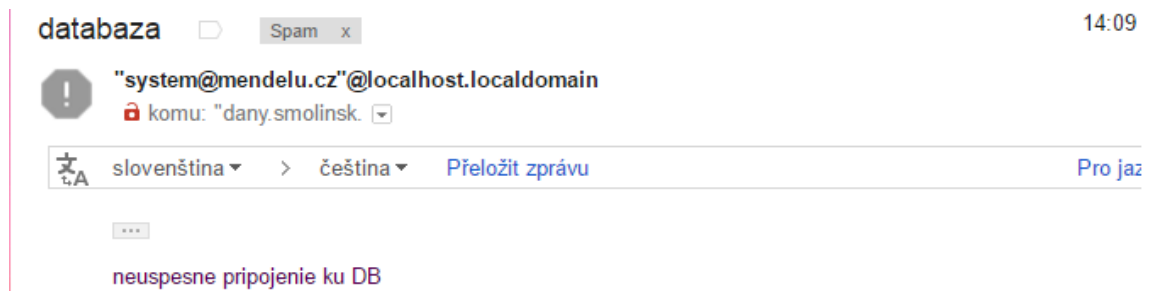 databaza Spam x 14:09
"system@mendelu.cz"@localhost.localdomain
komu: "dany.smolinsk.
slovenština > čeština Přeložit zprávu Pro jaz
...
neuspesne pripojenie ku DB